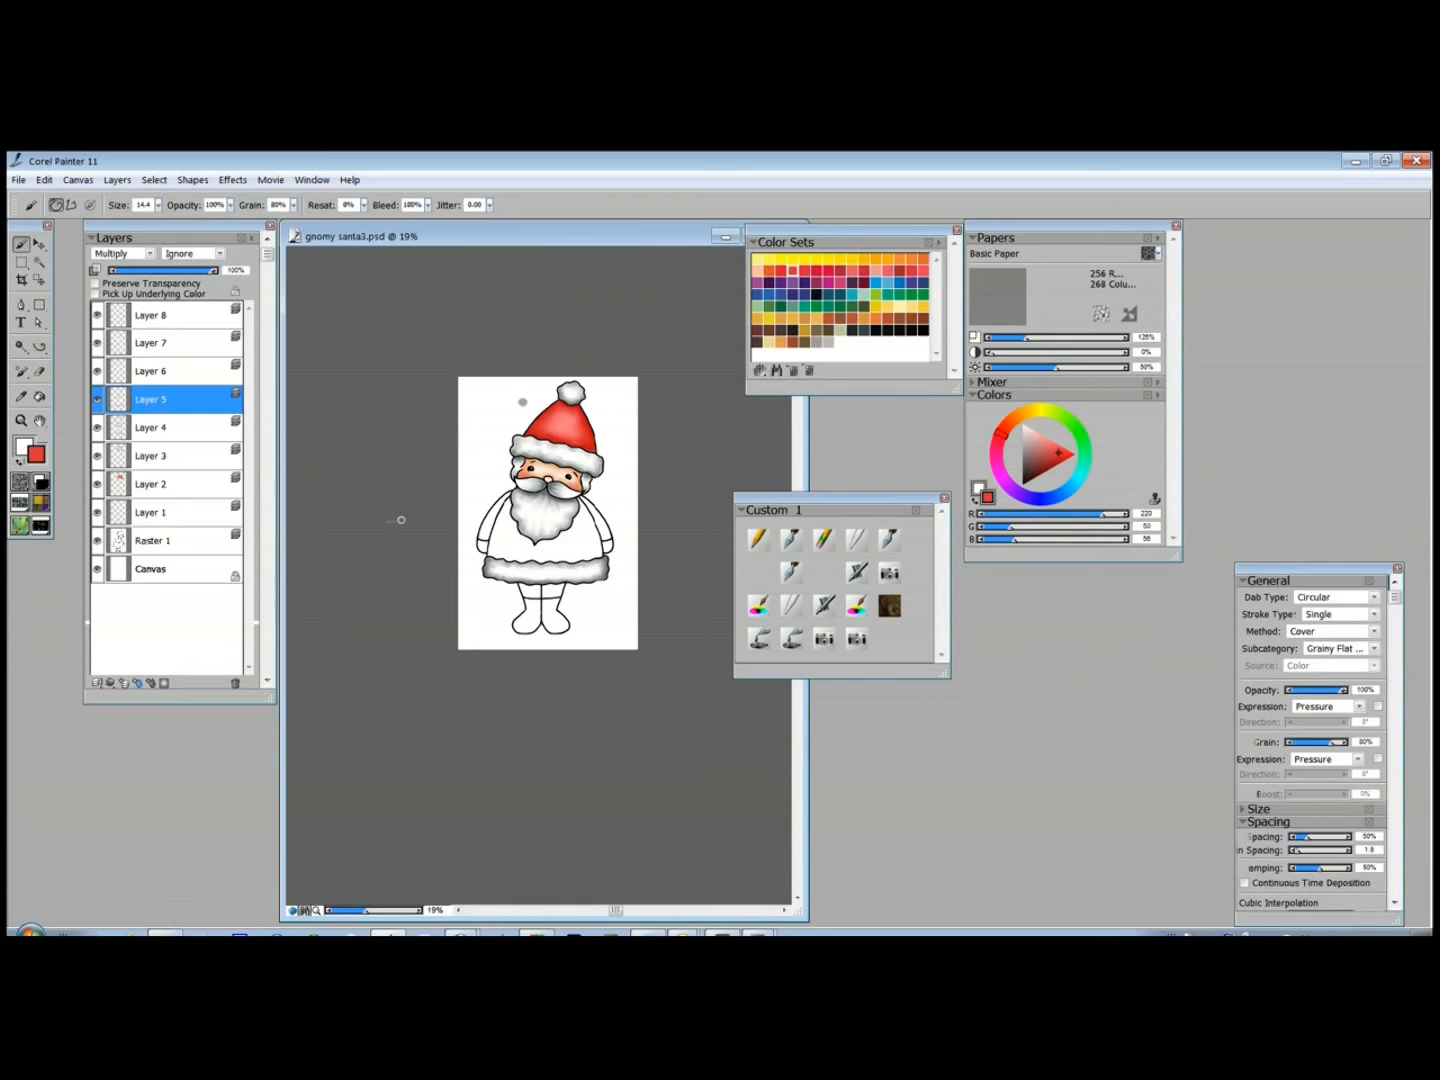 Corel Painter 11
File Edit Canvas Layers Select Shapes Effects Movie Window Help
Size: 14.4 Opacity: 100% Grain: 80% Resat: 0% Bleed: 100% Jitter: 0.00
Layers
Multiply Ignore
100%
Preserve Transparency
Pick Up Underlying Color
Layer 8
Layer 7
Layer 6
Layer 5
Layer 4
Layer 3
Layer 2
Layer 1
Raster 1
Canvas
T
gnomy santa3.psd @ 19%
19%
Color Sets
Custom 1
Papers
Basic Paper
256 R...
268 Colu...
125%
0%
50%
Mixer
Colors
R 220
G 50
B 56
General
Dab Type: Circular
Stroke Type: Single
Method: Cover
Subcategory: Grainy Flat ...
Source: Color
Opacity: 100%
Expression: Pressure
Direction: 0°
Grain: 80%
Expression: Pressure
Direction: 0°
Boost: 0%
Size
Spacing
Spacing: 50%
n Spacing: 1.0
amping: 50%
Continuous Time Deposition
Cubic Interpolation